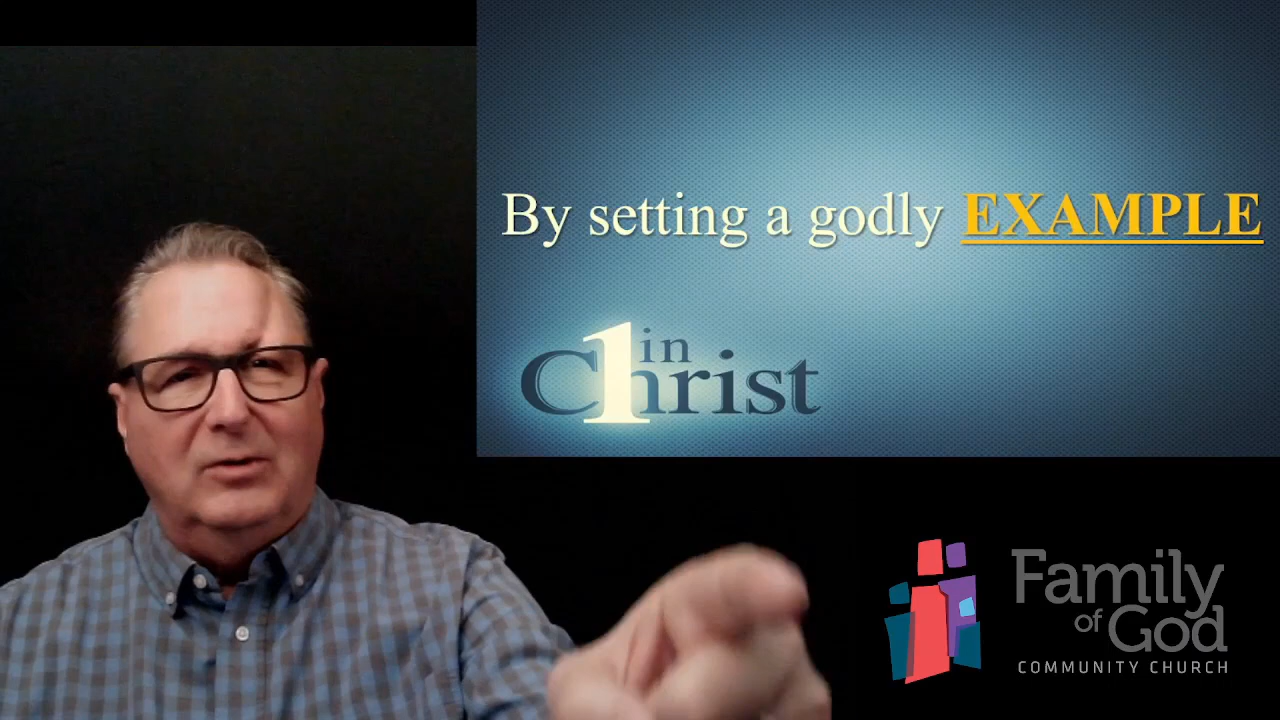 By setting a godly EXAMPLE
1 in
Christ
Family
of God
COMMUNITY CHURCH